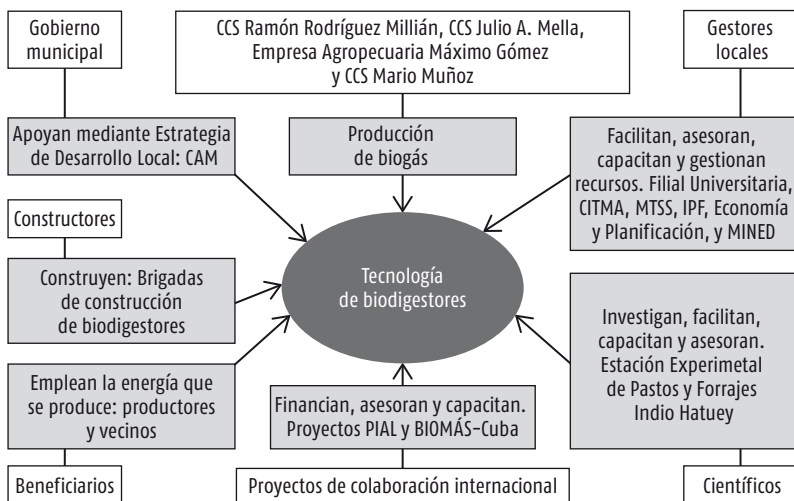 Gobierno
municipal
CCS Ramón Rodríguez Millián, CCS Julio A. Mella,
Empresa Agropecuaria Máximo Gómez
y CCS Mario Muñoz
Gestores
locales
Apoyan mediante Estrategia
de Desarrollo Local: CAM
Producción
de biogás
Facilitan, asesoran,
capacitan y gestionan
recursos. Filial Universitaria,
CITMA, MTSS, IPF, Economía
y Planificación, y MINED
Constructores
Construyen: Brigadas
de construcción
de biodigestores
Tecnología
de biodigestores
Investigan, facilitan,
capacitan y asesoran.
Estación Experimetal
de Pastos y Forrajes
Indio Hatuey
Emplean la energía que
se produce: productores
y vecinos
Financian, asesoran y capacitan.
Proyectos PIAL y BIOMÁS-Cuba
Beneficiarios
Proyectos de colaboración internacional
Científicos